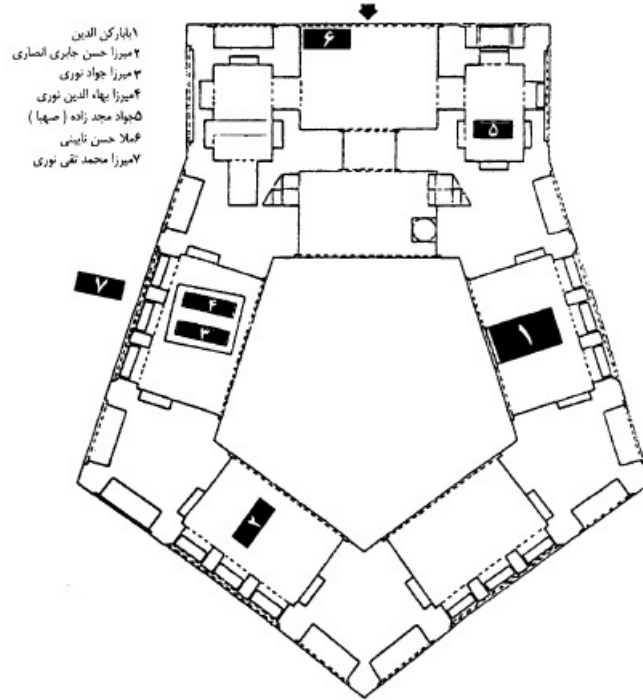 ۱بابارکن الدین
۲میرزا حسن جابری انصاری
۳میرزا جواد نوری
۴میرزا بهاء الدین نوری
۵جواد مجد زاده ( صهبا )
۶ملا حسن نایینی
۷میرزا محمد تقی نوری
۶
۵
۷
۴
۳
۱
۲